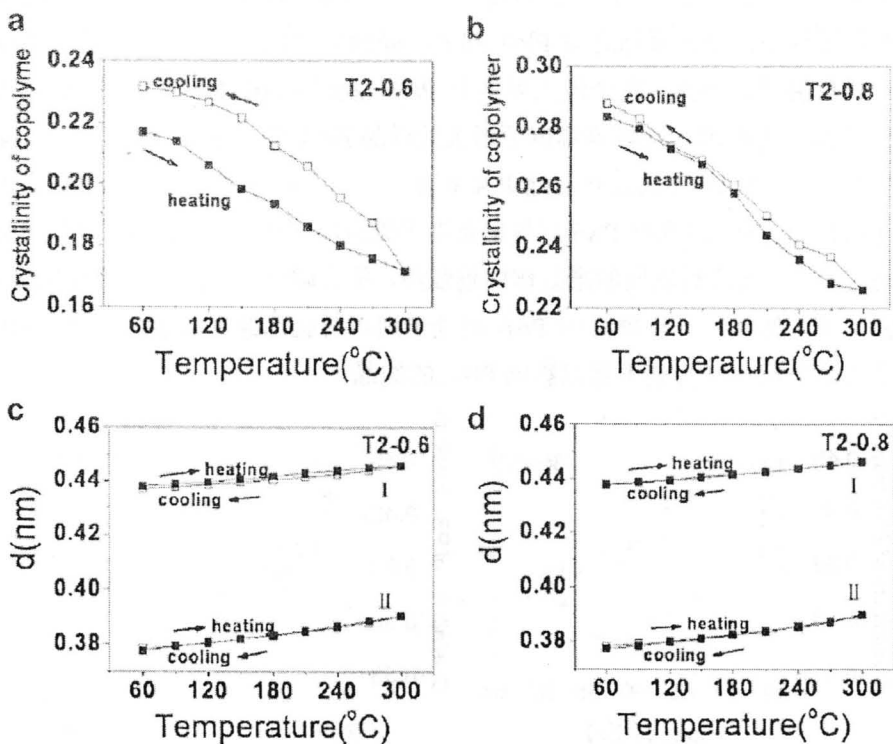 a
Crystallinity of copolyme
0.24
0.22
0.20
0.18
0.16
cooling
T2-0.6
heating
60 120 180 240 300
Temperature(°C)
b
Crystallinity of copolymer
0.30
0.28
0.26
0.24
0.22
cooling
T2-0.8
heating
60 120 180 240 300
Temperature(°C)
c
d(nm)
0.46
0.44
0.42
0.40
0.38
T2-0.6
heating
cooling
I
II
heating
cooling
60 120 180 240 300
Temperature(°C)
d
d(nm)
0.46
0.44
0.42
0.40
0.38
T2-0.8
heating
cooling
I
II
heating
cooling
60 120 180 240 300
Temperature(°C)